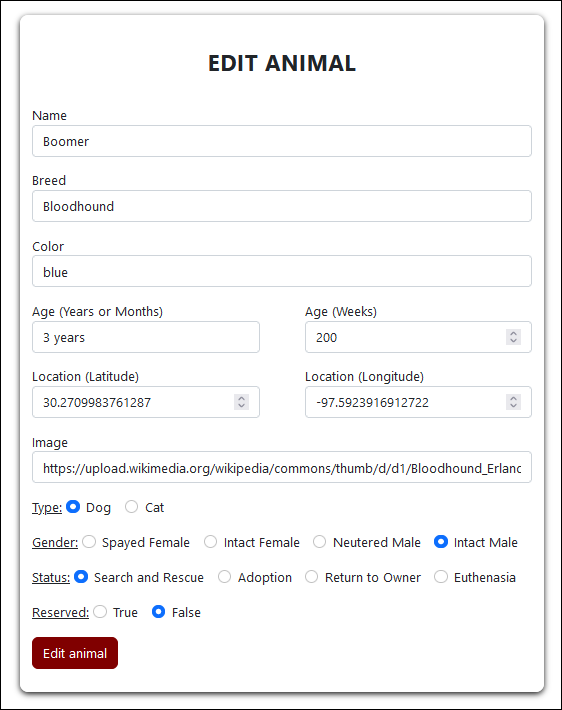 EDIT ANIMAL
Name
Boomer
Breed
Bloodhound
Color
blue
Age (Years or Months) Age (Weeks)
3 years 200
Location (Latitude) Location (Longitude)
30.2709983761287 -97.5923916912722
Image
https://upload.wikimedia.org/wikipedia/commons/thumb/d/d1/Bloodhound_Erlanc
Type: Dog Cat
Gender: Spayed Female Intact Female Neutered Male Intact Male
Status: Search and Rescue Adoption Return to Owner Euthenasia
Reserved: True False
Edit animal